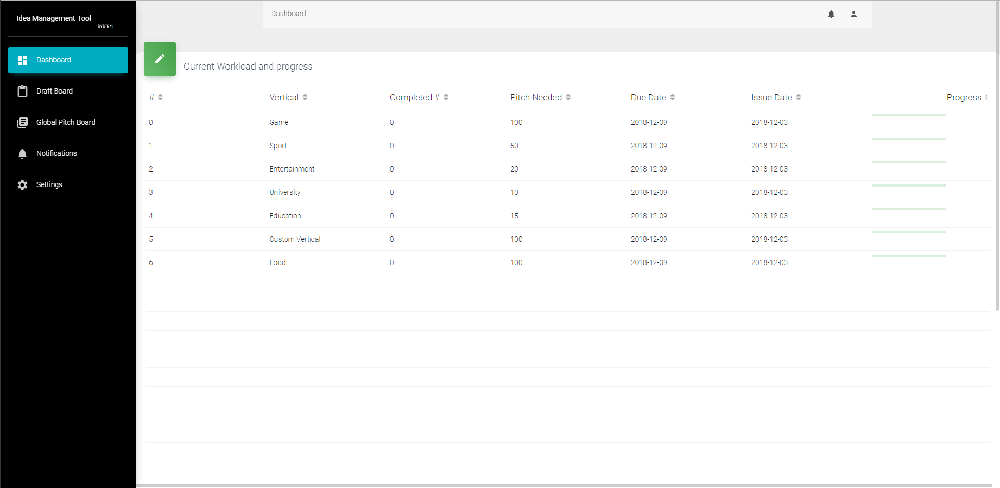 Idea Management Tool
SYSTEM1
Dashboard
Draft Board
Global Pitch Board
Notifications
Settings
Dashboard
Current Workload and progress
# Vertical Completed # Pitch Needed Due Date Issue Date Progress
0 Game 0 100 2018-12-09 2018-12-03
1 Sport 0 50 2018-12-09 2018-12-03
2 Entertainment 0 20 2018-12-09 2018-12-03
3 University 0 10 2018-12-09 2018-12-03
4 Education 0 15 2018-12-09 2018-12-03
5 Custom Vertical 0 100 2018-12-09 2018-12-03
6 Food 0 100 2018-12-09 2018-12-03